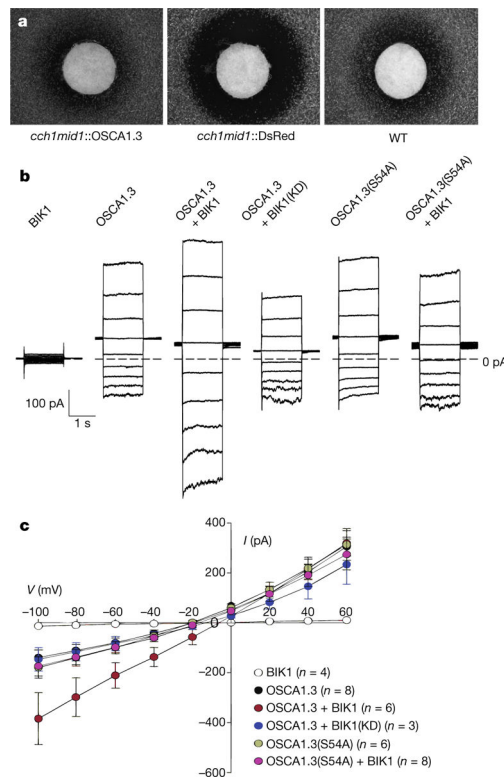 a
cch1mid1::OSCA1.3
cch1mid1::DsRed
WT
b
BIK1
OSCA1.3
OSCA1.3
+ BIK1
OSCA1.3
+ BIK1(KD)
OSCA1.3(S54A)
OSCA1.3(S54A)
+ BIK1
0 pA
100 pA
1 s
c
400
I (pA)
200
V (mV)
–100 –80 –60 –40 –20 0 20 40 60
–200
–400
–600
BIK1 (n = 4)
OSCA1.3 (n = 8)
OSCA1.3 + BIK1 (n = 6)
OSCA1.3 + BIK1(KD) (n = 3)
OSCA1.3(S54A) (n = 6)
OSCA1.3(S54A) + BIK1 (n = 8)